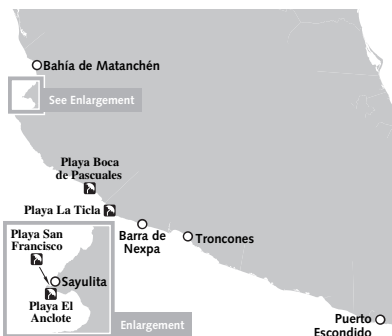 Bahía de Matanchén
See Enlargement
Playa Boca
de Pascuales
Playa La Ticla
Barra de
Nexpa
Troncones
Playa San
Francisco
Sayulita
Playa El
Anclote
Enlargement
Puerto
Escondido